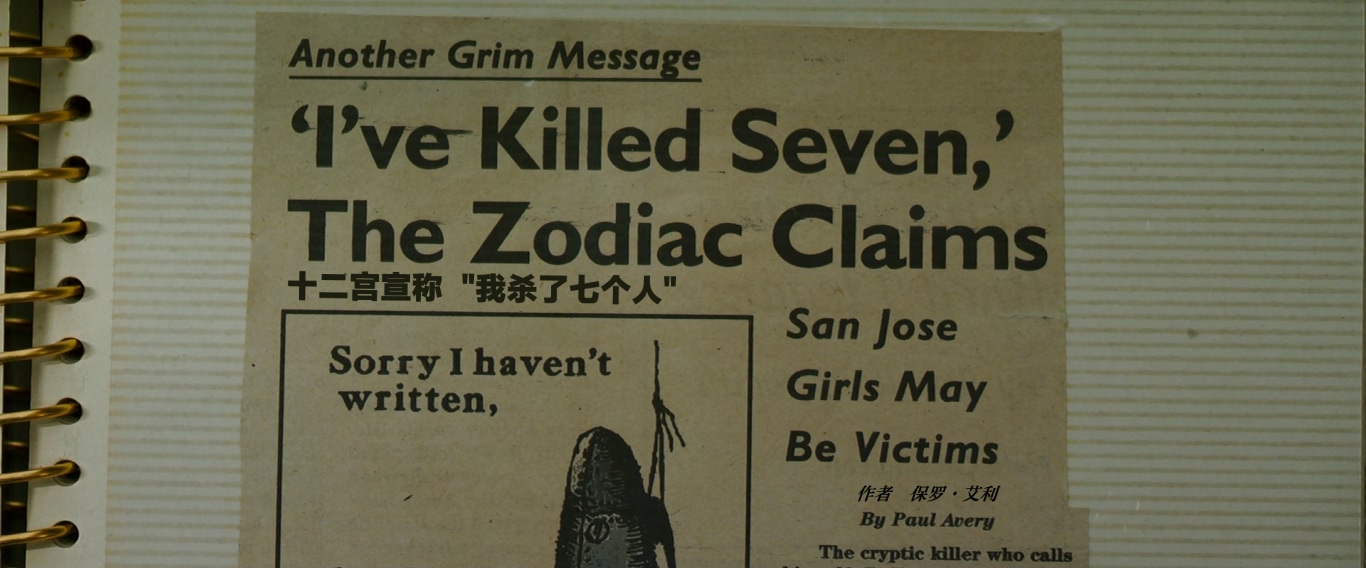 Another Grim Message
‘I’ve Killed Seven,’
The Zodiac Claims
十二宫宣称 "我杀了七个人"
Sorry I haven’t
written,
San Jose
Girls May
Be Victims
作者 保罗·艾利
By Paul Avery
The cryptic killer who calls